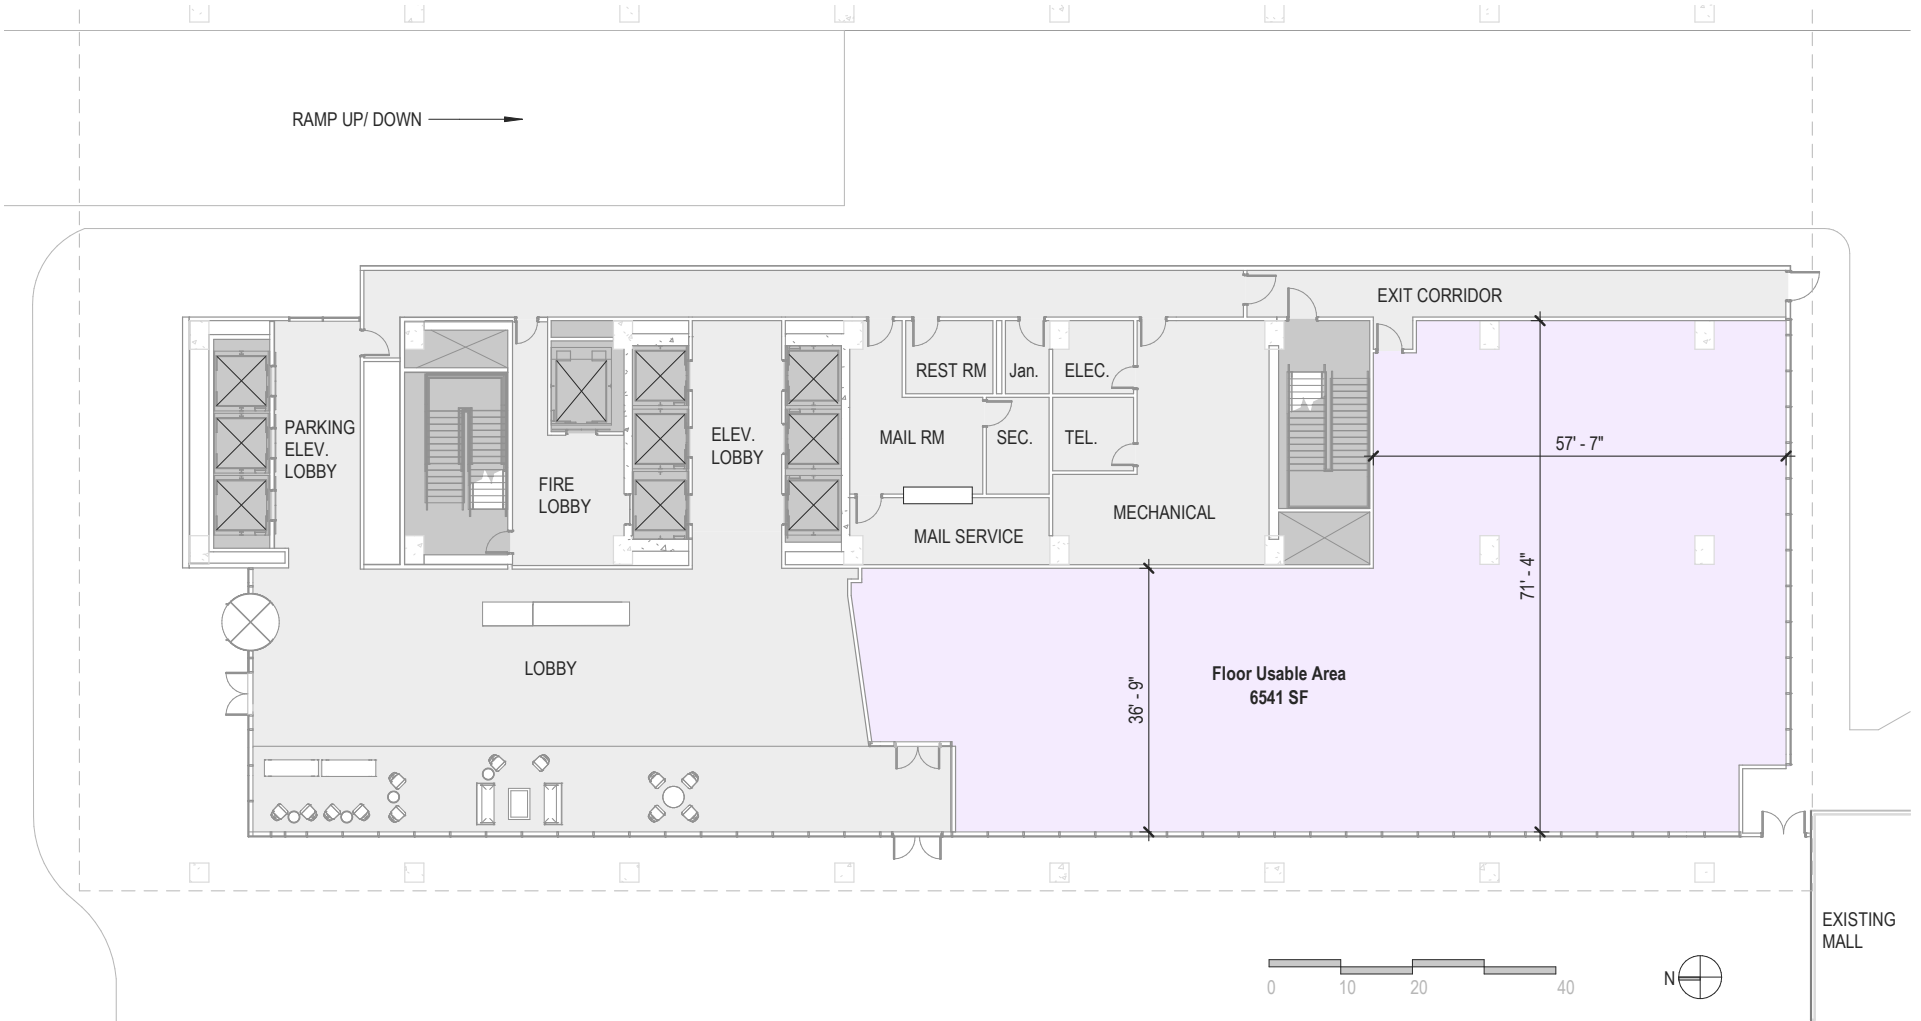 RAMP UP/ DOWN
EXIT CORRIDOR
REST RM
Jan.
ELEC.
PARKING
ELEV.
LOBBY
ELEV.
LOBBY
MAIL RM
SEC.
TEL.
57' - 7"
FIRE
LOBBY
MECHANICAL
MAIL SERVICE
71' - 4"
LOBBY
Floor Usable Area
6541 SF
36' - 9"
EXISTING
MALL
0 10 20 40
N